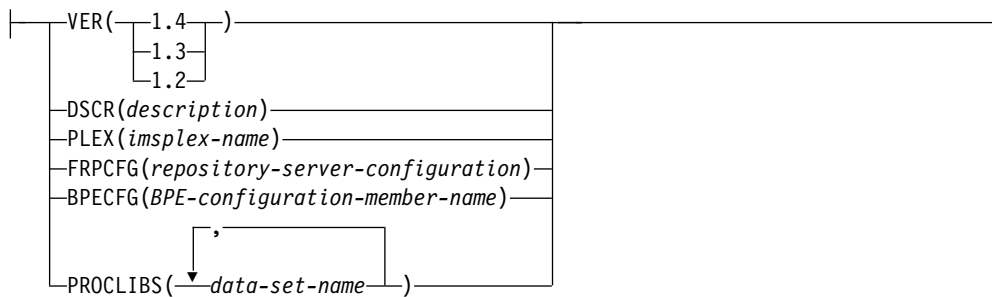 VER( 1.4 )
1.3
1.2
DSCR(description)
PLEX(imsplex-name)
FRPCFG(repository-server-configuration)
BPECFG(BPE-configuration-member-name)
,
PROCLIBS( data-set-name )